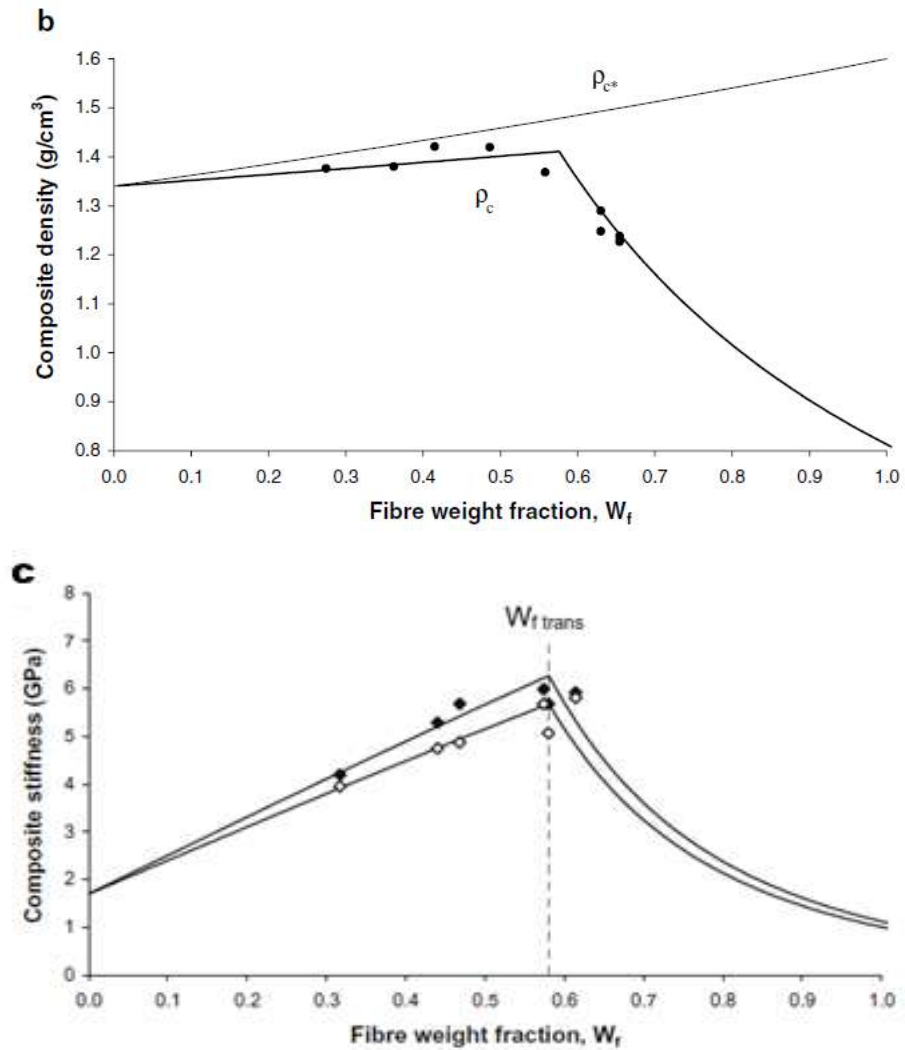 b
1.6
ρc*
1.5
1.4
1.3
ρc
1.2
1.1
1.0
0.9
0.8
Composite density (g/cm³)
0.0 0.1 0.2 0.3 0.4 0.5 0.6 0.7 0.8 0.9 1.0
Fibre weight fraction, Wf
c
8
Wf trans
7
6
5
4
3
2
1
0
Composite stiffness (GPa)
0.0 0.1 0.2 0.3 0.4 0.5 0.6 0.7 0.8 0.9 1.0
Fibre weight fraction, Wf